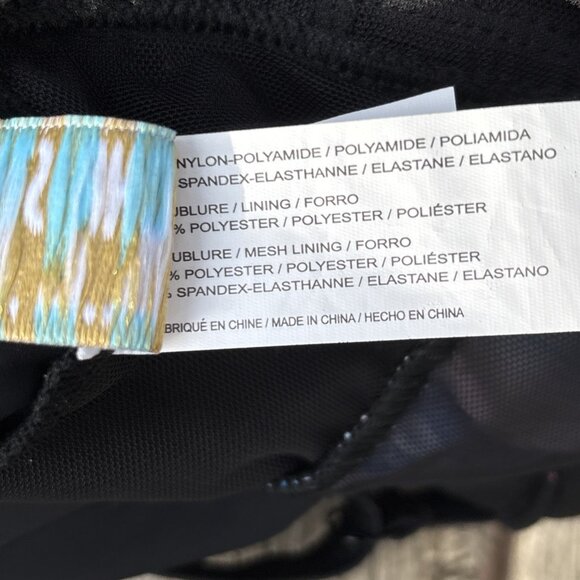 NYLON-POLYAMIDE / POLYAMIDE / POLIAMIDA
SPANDEX-ELASTHANNE / ELASTANE / ELASTANO
UBLURE / LINING / FORRO
% POLYESTER / POLYESTER / POLIÉSTER
UBLURE / MESH LINING / FORRO
% POLYESTER / POLYESTER / POLIÉSTER
% SPANDEX-ELASTHANNE / ELASTANE / ELASTANO
BRIQUÉ EN CHINE / MADE IN CHINA / HECHO EN CHINA